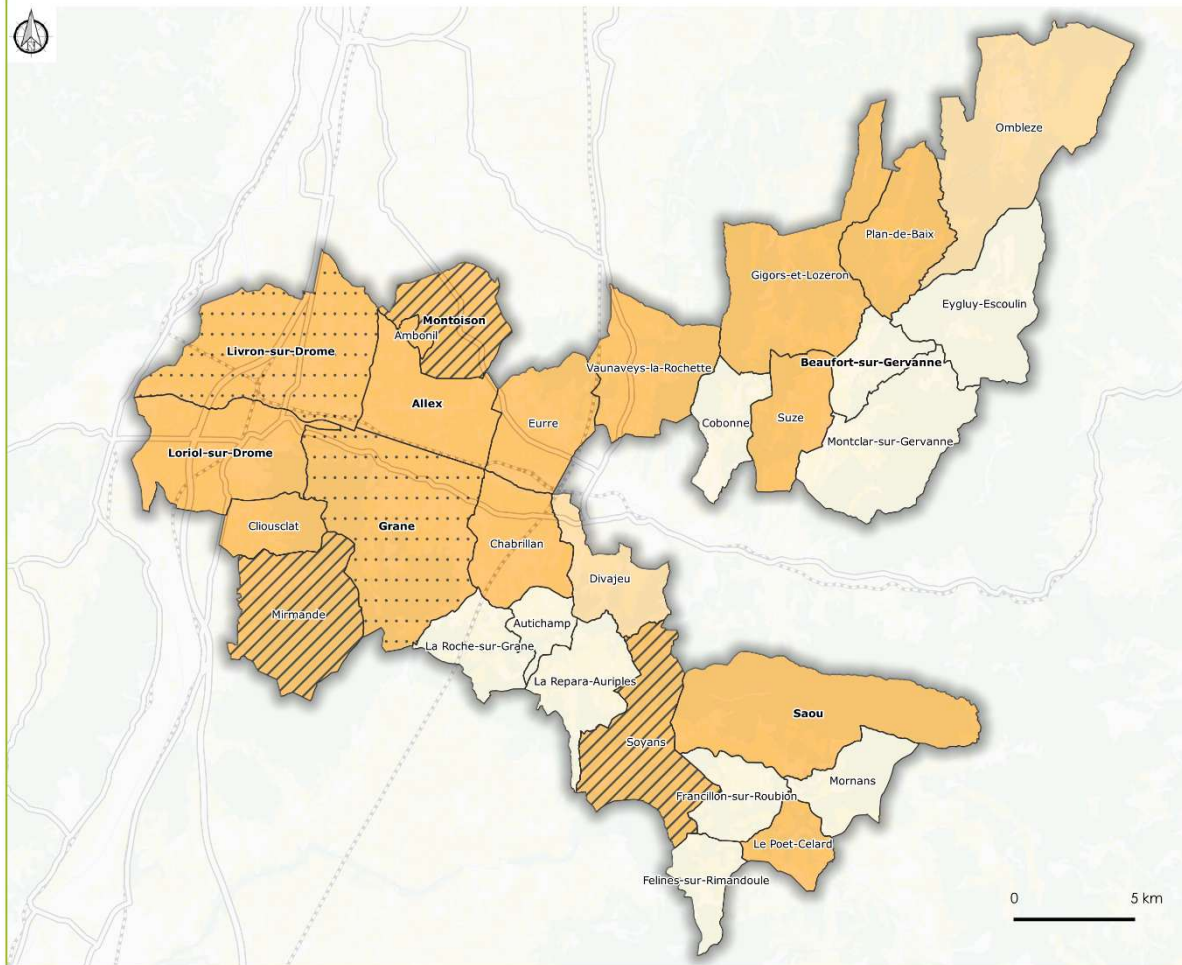 Ombleze
Plan-de-Baix
Gigors-et-Lozeron
Eygluy-Escoulin
Montoison
Ambonil
Livron-sur-Drome
Beaufort-sur-Gervanne
Vaunaveys-la-Rochette
Allex
Suze
Eurre
Cobonne
Montclar-sur-Gervanne
Loriol-sur-Drome
Grane
Cliousclat
Chabrillan
Divajeu
Mirmande
Autichamp
La Roche-sur-Grane
La Repara-Auriples
Saou
Soyans
Mornans
Francillon-sur-Roubion
Le Poet-Celard
Felines-sur-Rimandoule
0 5 km